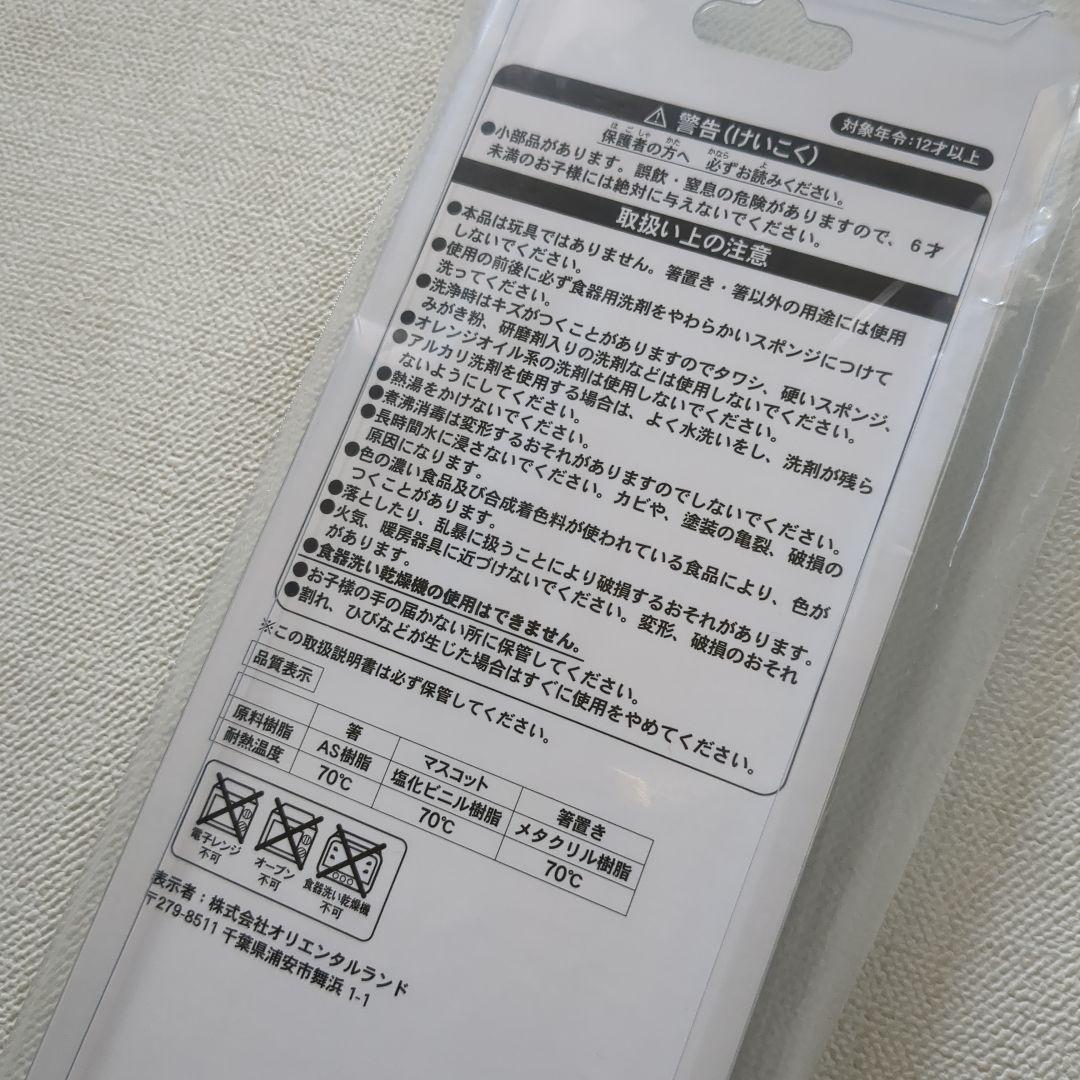 対象年令:12才以上
⚠ 警告(けいこく)
ほごしゃ かた かなら よ
保護者の方へ 必ずお読みください。
●小部品があります。誤飲・窒息の危険がありますので、6才
未満のお子様には絶対に与えないでください。
取扱い上の注意
●本品は玩具ではありません。箸置き・箸以外の用途には使用
しないでください。
●使用の前後に必ず食器用洗剤をやわらかいスポンジにつけて
洗ってください。
●洗浄時はキズがつくことがありますのでタワシ、硬いスポンジ、
みがき粉、研磨剤入りの洗剤などは使用しないでください。
●オレンジオイル系の洗剤は使用しないでください。
●アルカリ洗剤を使用する場合は、よく水洗いをし、洗剤が残ら
ないようにしてください。
●熱湯をかけないでください。
●煮沸消毒は変形するおそれがありますのでしないでください。
●長時間水に浸さないでください。カビや、塗装の亀裂、破損の
原因になります。
●色の濃い食品及び合成着色料が使われている食品により、色が
つくことがあります。
●落としたり、乱暴に扱うことにより破損するおそれがあります。
●火気、暖房器具に近づけないでください。変形、破損のおそれ
があります。
●食器洗い乾燥機の使用はできません。
●お子様の手の届かない所に保管してください。
●割れ、ひびなどが生じた場合はすぐに使用をやめてください。
※この取扱説明書は必ず保管してください。
品質表示
箸 マスコット 箸置き
原料樹脂 AS樹脂 塩化ビニル樹脂 メタクリル樹脂
耐熱温度 70℃ 70℃ 70℃
電子レンジ 不可
オーブン 不可
食器洗い乾燥機 不可
表示者:株式会社オリエンタルランド
〒279-8511 千葉県浦安市舞浜 1-1